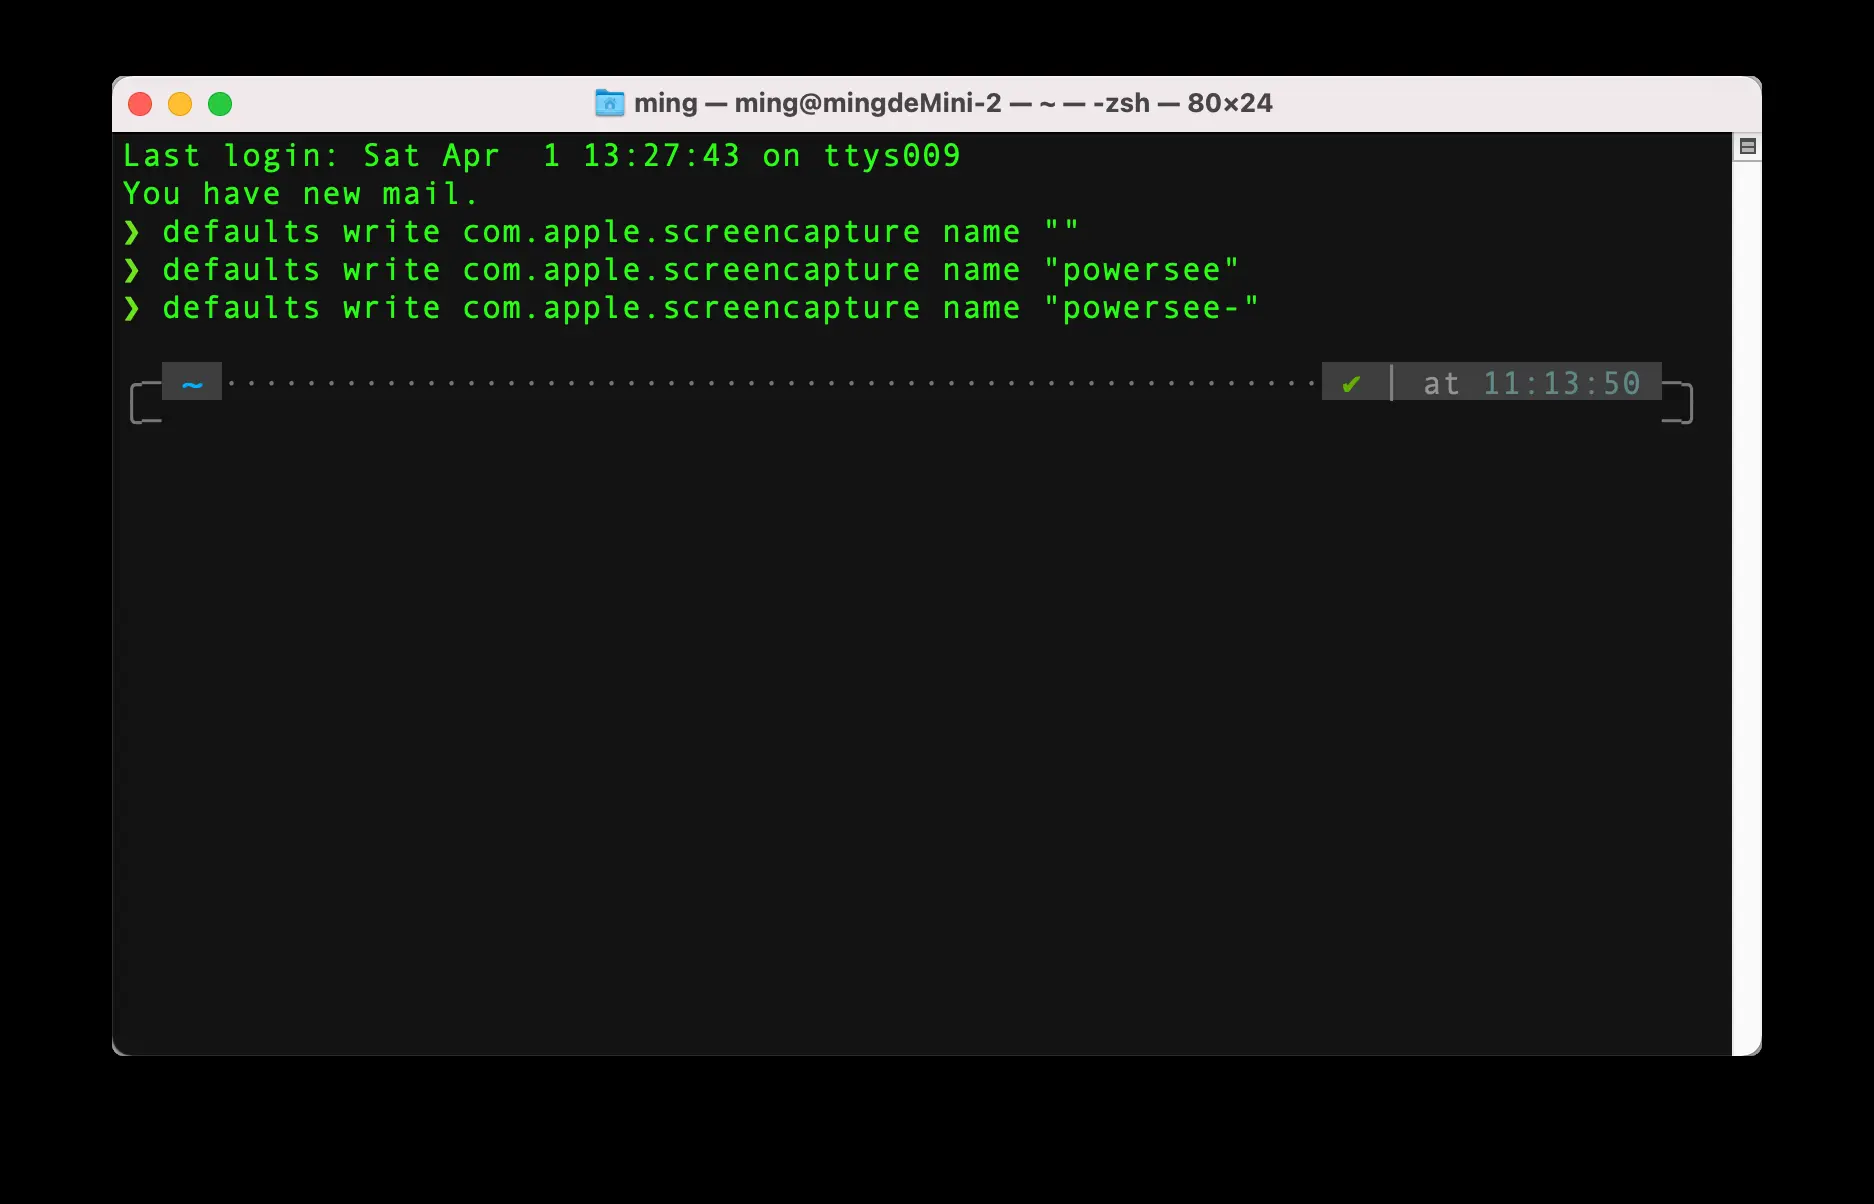 ming — ming@mingdeMini-2 — ~ — -zsh — 80×24
Last login: Sat Apr  1 13:27:43 on ttys009
You have new mail.
❯ defaults write com.apple.screencapture name ""
❯ defaults write com.apple.screencapture name "powersee"
❯ defaults write com.apple.screencapture name "powersee-"
~ ······················································· ✔ | at 11:13:50